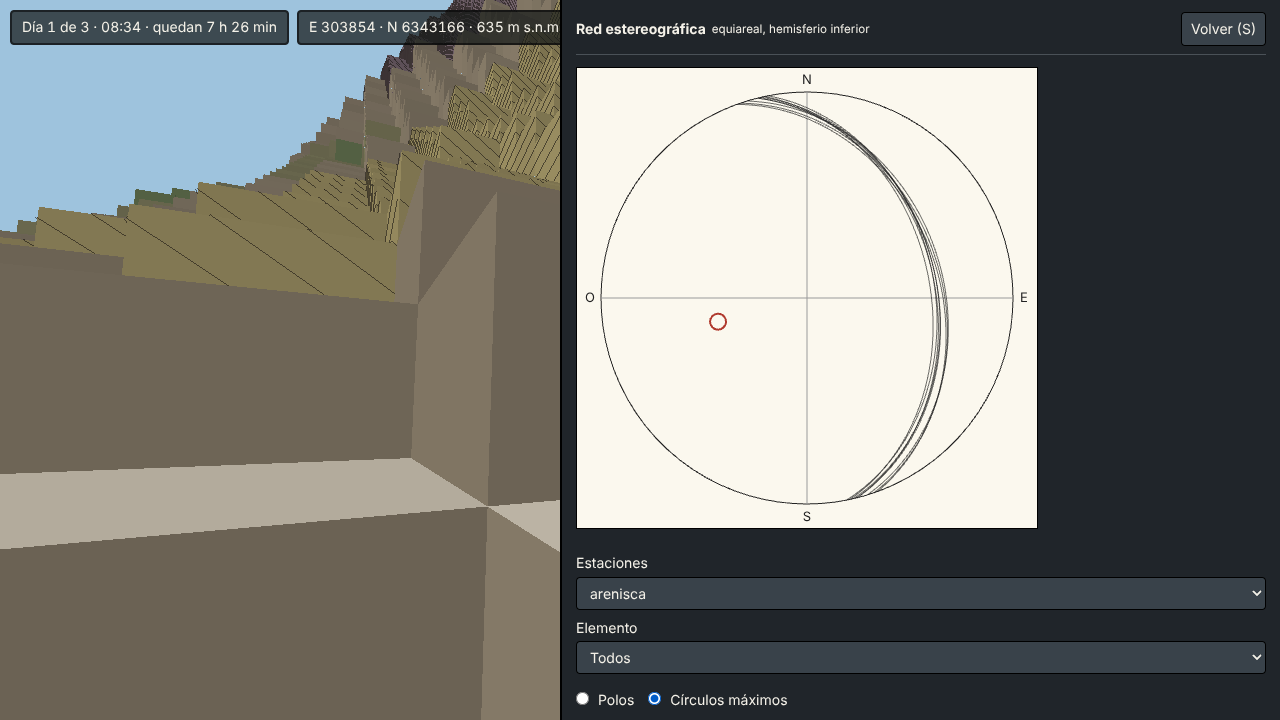 Día 1 de 3 · 08:34 · quedan 7 h 26 min
E 303854 · N 6343166 · 635 m s.n.m
Red estereográfica equiareal, hemisferio inferior
Volver (S)
N
O
E
S
Estaciones
arenisca
Elemento
Todos
Polos
Círculos máximos